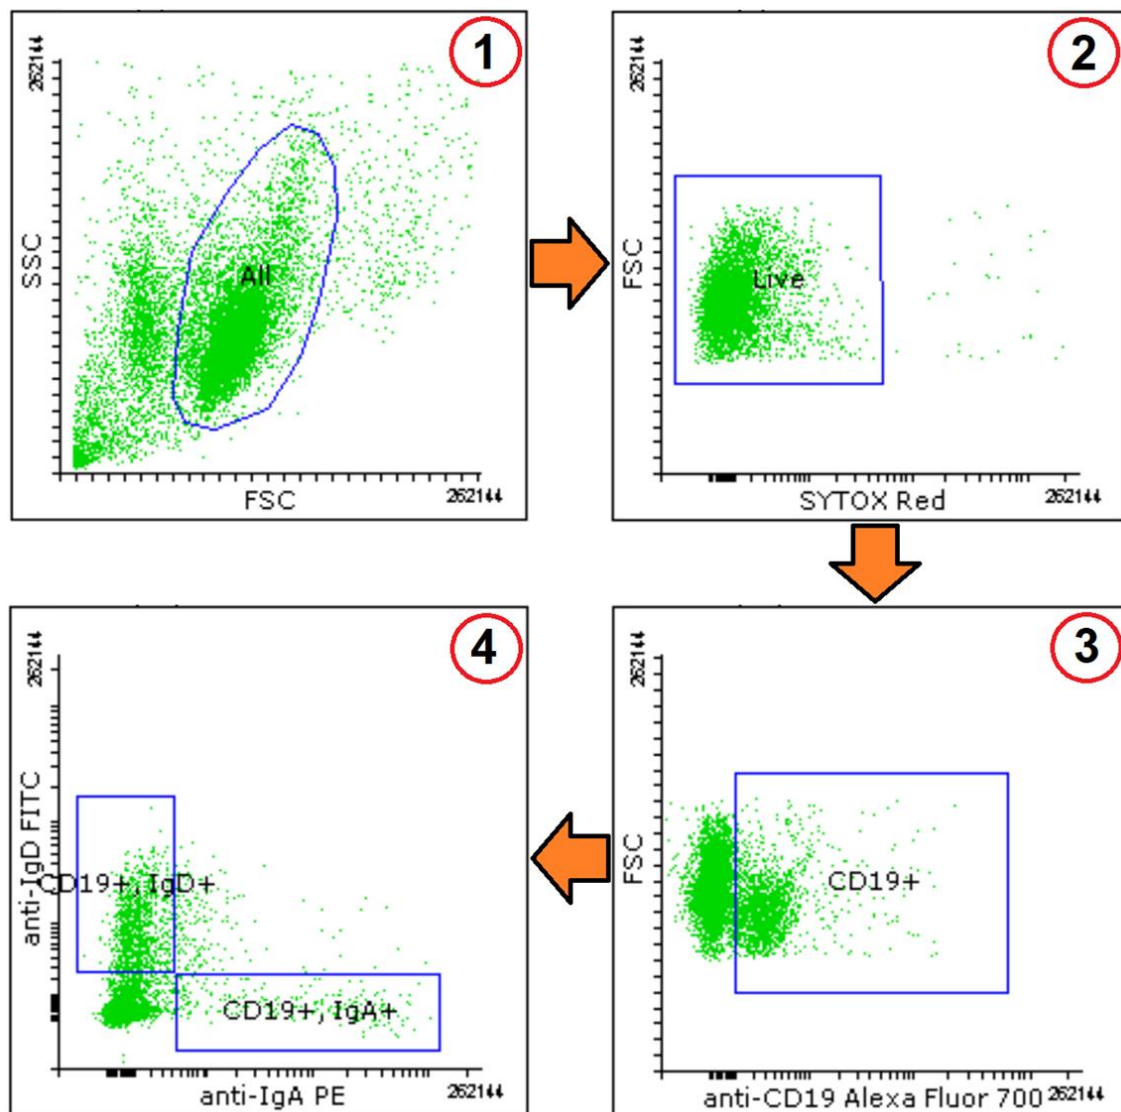 1
262144
SSC
All
FSC
262144
2
262144
FSC
Live
SYTOX Red
262144
4
262144
anti-IgD FITC
CD19+, IgD+
CD19+, IgA+
anti-IgA PE
262144
3
262144
FSC
CD19+
anti-CD19 Alexa Fluor 700
262144